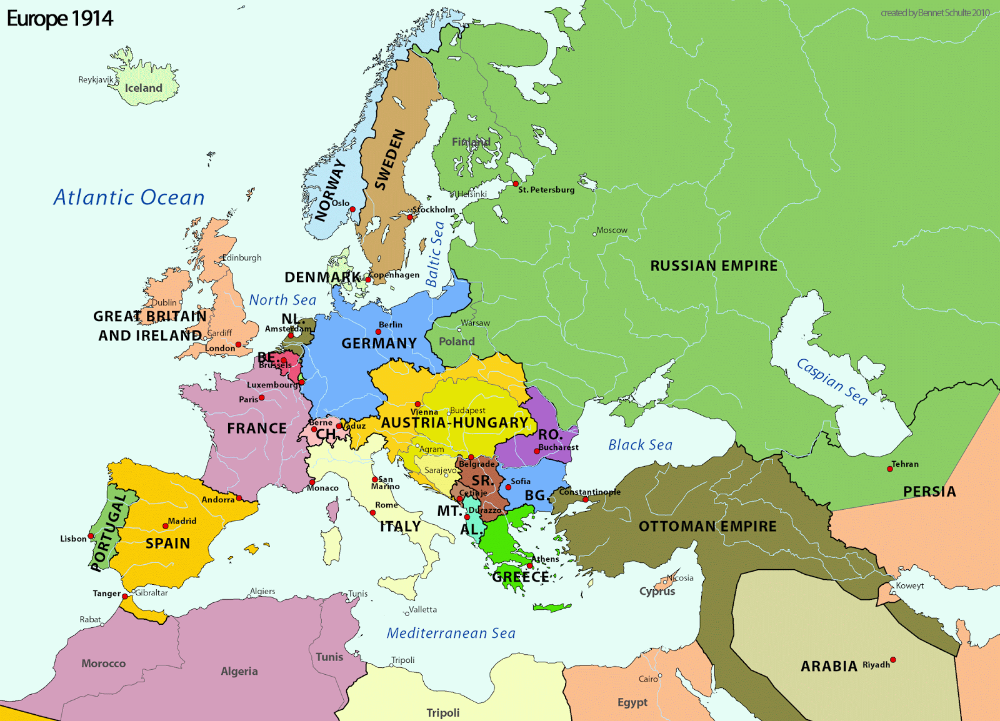 Europe 1914
created by Bennet Schulte 2010
Reykjavik
Iceland
Finland
Atlantic Ocean
NORWAY
SWEDEN
Oslo
Stockholm
Helsinki
St. Petersburg
Baltic Sea
Moscow
Edinburgh
RUSSIAN EMPIRE
DENMARK
Copenhagen
North Sea
Dublin
GREAT BRITAIN
AND IRELAND
Cardiff
London
NL.
Amsterdam
Berlin
GERMANY
Warsaw
Poland
BE.
Brussels
Luxembourg
Paris
FRANCE
Caspian Sea
Vienna
Budapest
AUSTRIA-HUNGARY
Berne
CH.
Vaduz
RO.
Bucharest
Agram
Black Sea
Sarajevo
Belgrade
SR.
Sofia
BG.
Constantinople
Tehran
PERSIA
Monaco
San
Marino
Andorra
Cetinje
MT.
Durazzo
AL.
Rome
ITALY
PORTUGAL
Lisbon
Madrid
SPAIN
OTTOMAN EMPIRE
Athens
GREECE
Nicosia
Cyprus
Koweyt
Tanger
Gibraltar
Algiers
Tunis
Rabat
Valletta
Mediterranean Sea
Morocco
Algeria
Tunis
Tripoli
Tripoli
Cairo
Egypt
ARABIA
Riyadh